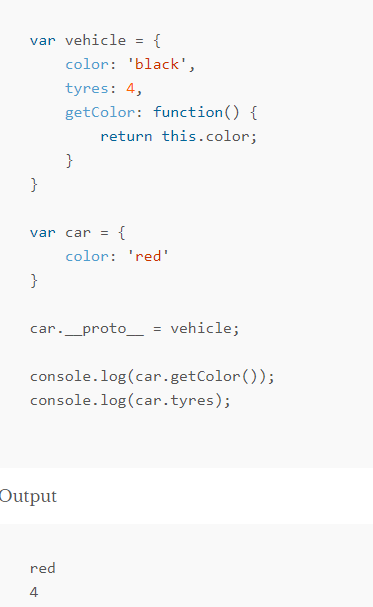 var vehicle = {
    color: 'black',
    tyres: 4,
    getColor: function() {
        return this.color;
    }
}
var car = {
    color: 'red'
}
car.__proto__ = vehicle;
console.log(car.getColor());
console.log(car.tyres);
Output
red
4